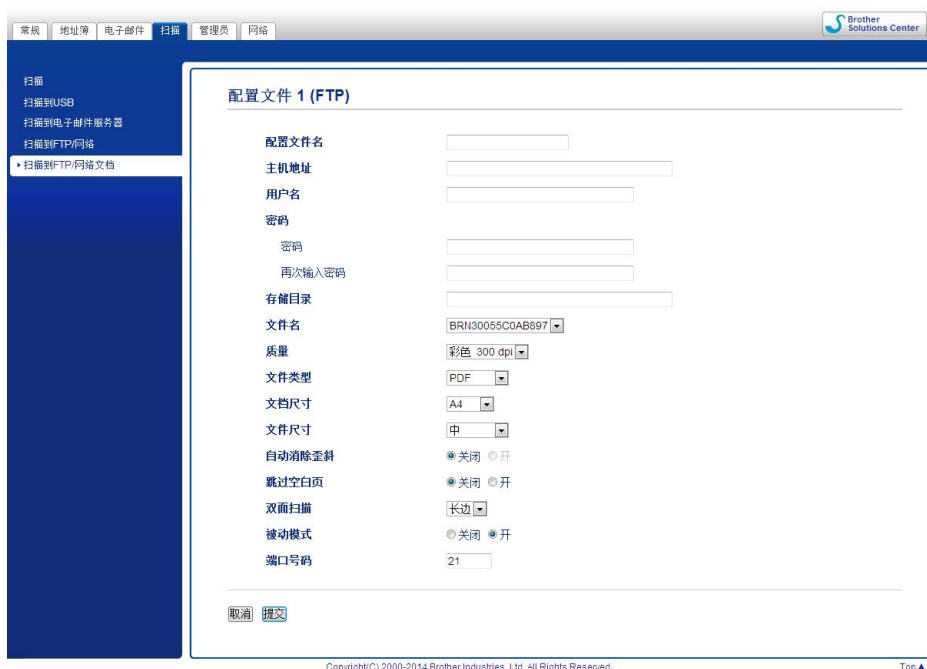 常规 地址簿 电子邮件 扫描 管理员 网络
Brother
Solutions Center
扫描
扫描到USB
扫描到电子邮件服务器
扫描到FTP/网络
扫描到FTP/网络文档
配置文件 1 (FTP)
配置文件名
主机地址
用户名
密码
密码
再次输入密码
存储目录
文件名 BRN30055C0AB897
质量 彩色 300 dpi
文件类型 PDF
文档尺寸 A4
文件尺寸 中
自动消除歪斜 关闭 开
跳过空白页 关闭 开
双面扫描 长边
被动模式 关闭 开
端口号码 21
取消 提交
Copyright(C) 2000-2014 Brother Industries, Ltd. All Rights Reserved. Top▲